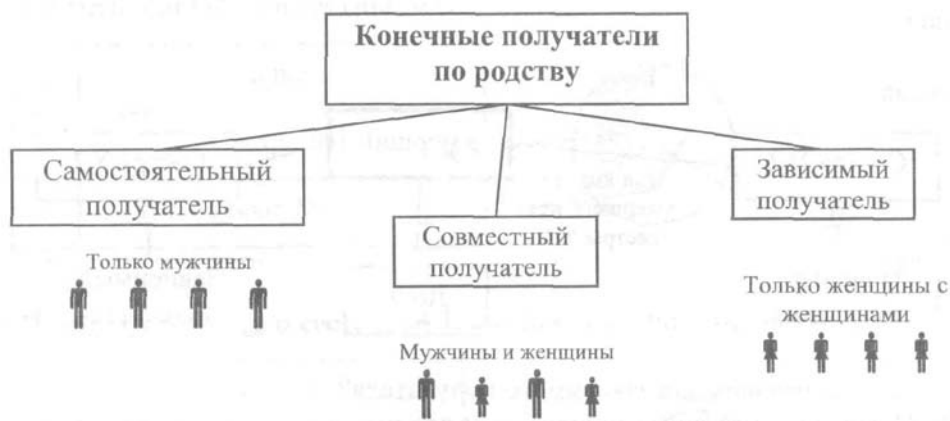 Конечные получатели
по родству
Самостоятельный
получатель
Только мужчины
Совместный
получатель
Мужчины и женщины
Зависимый
получатель
Только женщины с
женщинами